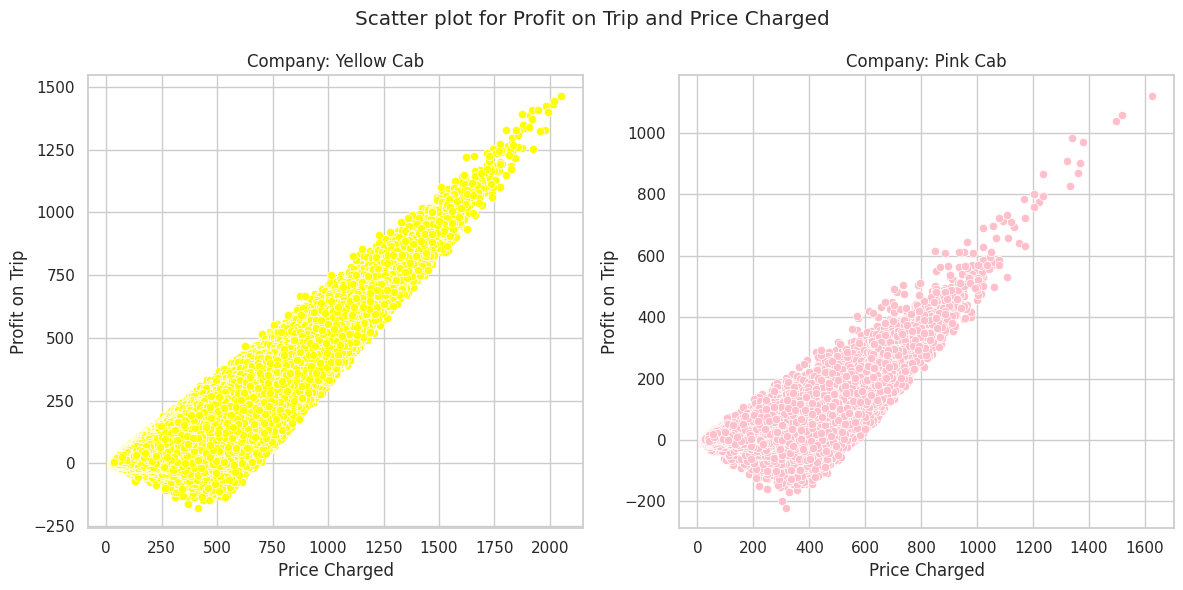 Scatter plot for Profit on Trip and Price Charged
Company: Yellow Cab
1500
1250
1000
750
500
250
0
−250
Profit on Trip
0 250 500 750 1000 1250 1500 1750 2000
Price Charged
Company: Pink Cab
1000
800
600
400
200
0
−200
Profit on Trip
0 200 400 600 800 1000 1200 1400 1600
Price Charged